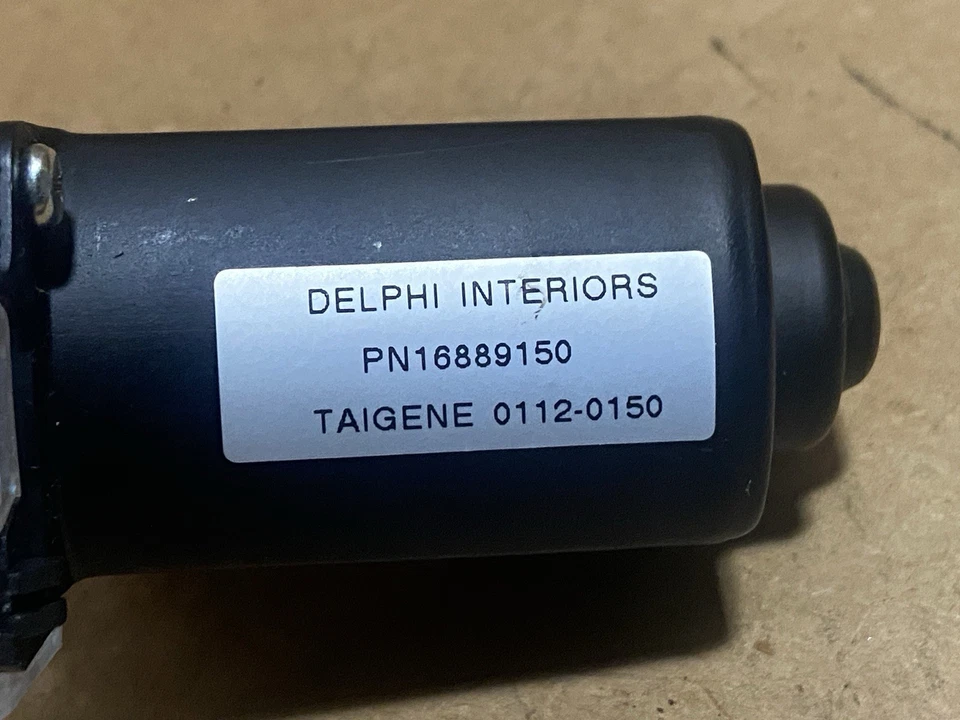 DELPHI INTERIORS
PN16889150
TAIGENE 0112-0150